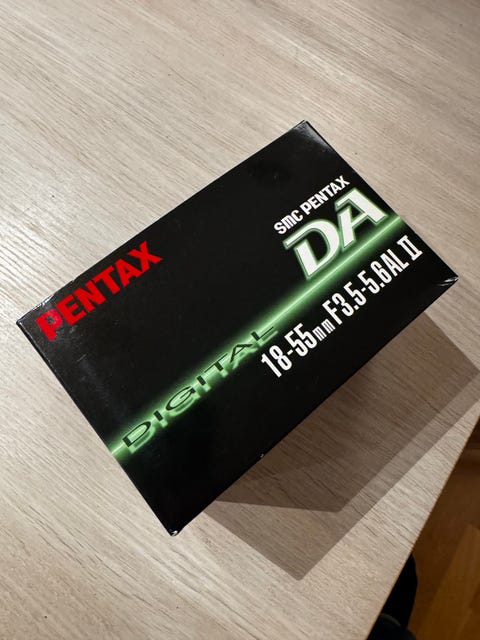 PENTAX
smc PENTAX
DA
DIGITAL
18-55mm F3.5-5.6AL II